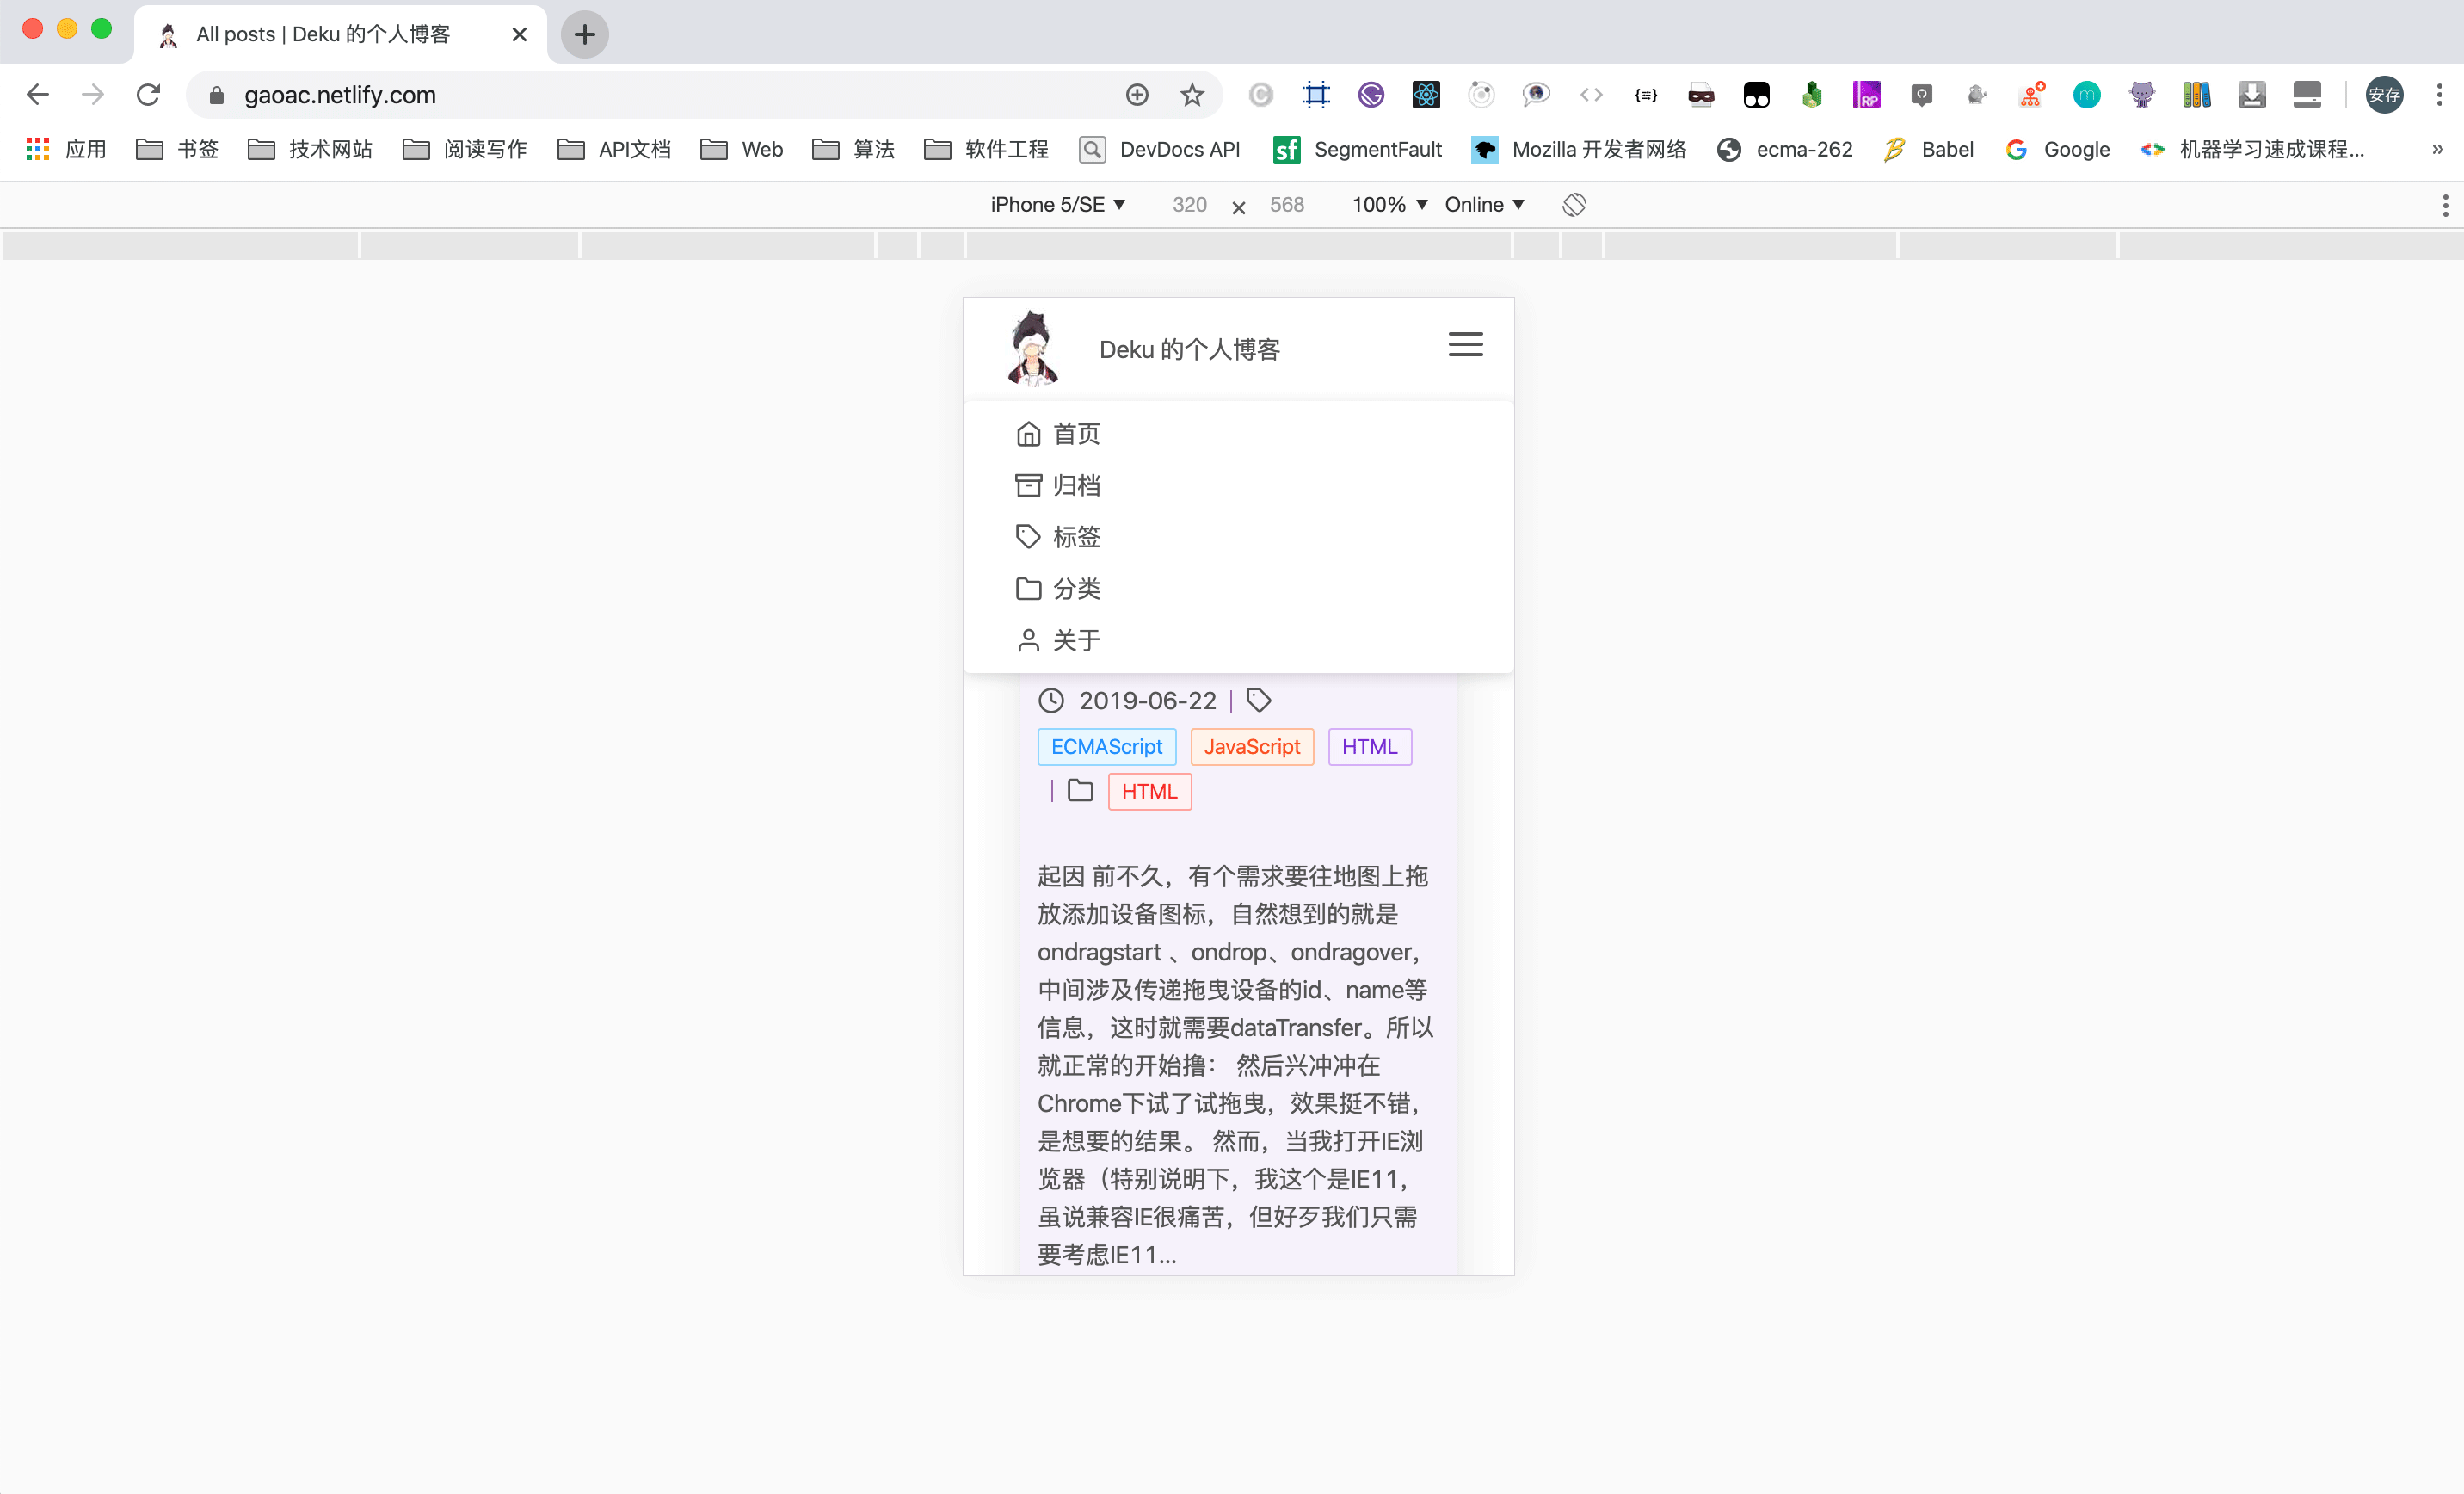 All posts | Deku 的个人博客
gaoac.netlify.com
安存
应用 书签 技术网站 阅读写作 API文档 Web 算法 软件工程 DevDocs API sf SegmentFault Mozilla 开发者网络 ecma-262 Babel Google 机器学习速成课程...
iPhone 5/SE 320 × 568 100% Online
Deku 的个人博客
首页
归档
标签
分类
关于
2019-06-22 |
ECMAScript JavaScript HTML
| HTML
起因 前不久，有个需求要往地图上拖
放添加设备图标，自然想到的就是
ondragstart 、ondrop、ondragover，
中间涉及传递拖曳设备的id、name等
信息，这时就需要dataTransfer。所以
就正常的开始撸： 然后兴冲冲在
Chrome下试了试拖曳，效果挺不错，
是想要的结果。 然而，当我打开IE浏
览器（特别说明下，我这个是IE11，
虽说兼容IE很痛苦，但好歹我们只需
要考虑IE11...